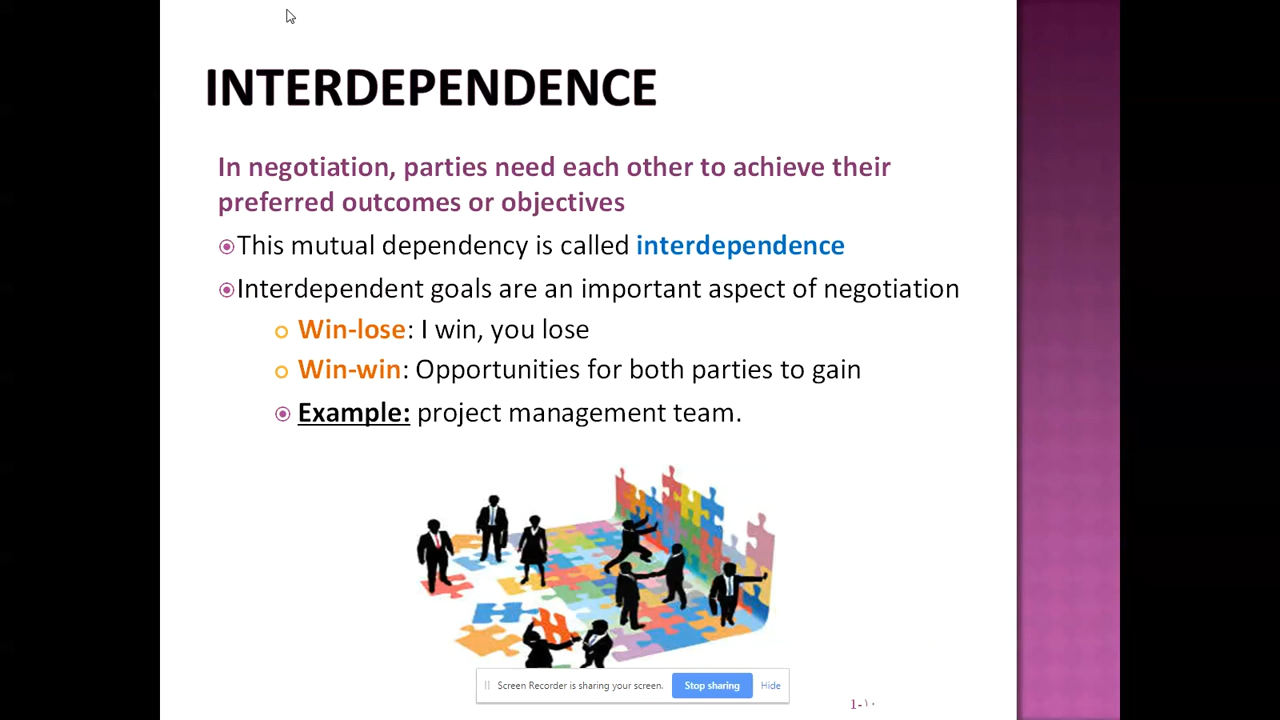 INTERDEPENDENCE
In negotiation, parties need each other to achieve their
preferred outcomes or objectives
This mutual dependency is called interdependence
Interdependent goals are an important aspect of negotiation
Win-lose: I win, you lose
Win-win: Opportunities for both parties to gain
Example: project management team.
Screen Recorder is sharing your screen. Stop sharing Hide
1-١٠